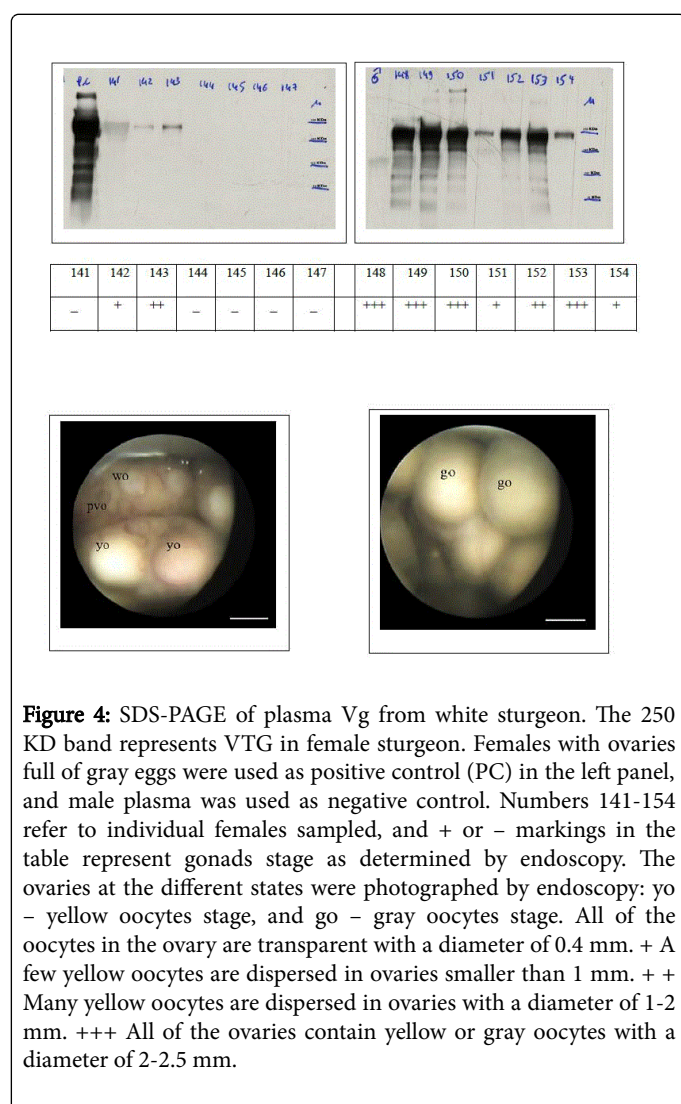 PC 141 142 143 144 145 146 147
148 149 150 151 152 153 154
141 142 143 144 145 146 147 148 149 150 151 152 153 154
– + ++ – – – – +++ +++ +++ + ++ +++ +
wo
pvo
yo yo
go go
Figure 4: SDS-PAGE of plasma Vg from white sturgeon. The 250
KD band represents VTG in female sturgeon. Females with ovaries
full of gray eggs were used as positive control (PC) in the left panel,
and male plasma was used as negative control. Numbers 141-154
refer to individual females sampled, and + or – markings in the
table represent gonads stage as determined by endoscopy. The
ovaries at the different states were photographed by endoscopy: yo
– yellow oocytes stage, and go – gray oocytes stage. All of the
oocytes in the ovary are transparent with a diameter of 0.4 mm. + A
few yellow oocytes are dispersed in ovaries smaller than 1 mm. + +
Many yellow oocytes are dispersed in ovaries with a diameter of 1-2
mm. +++ All of the ovaries contain yellow or gray oocytes with a
diameter of 2-2.5 mm.